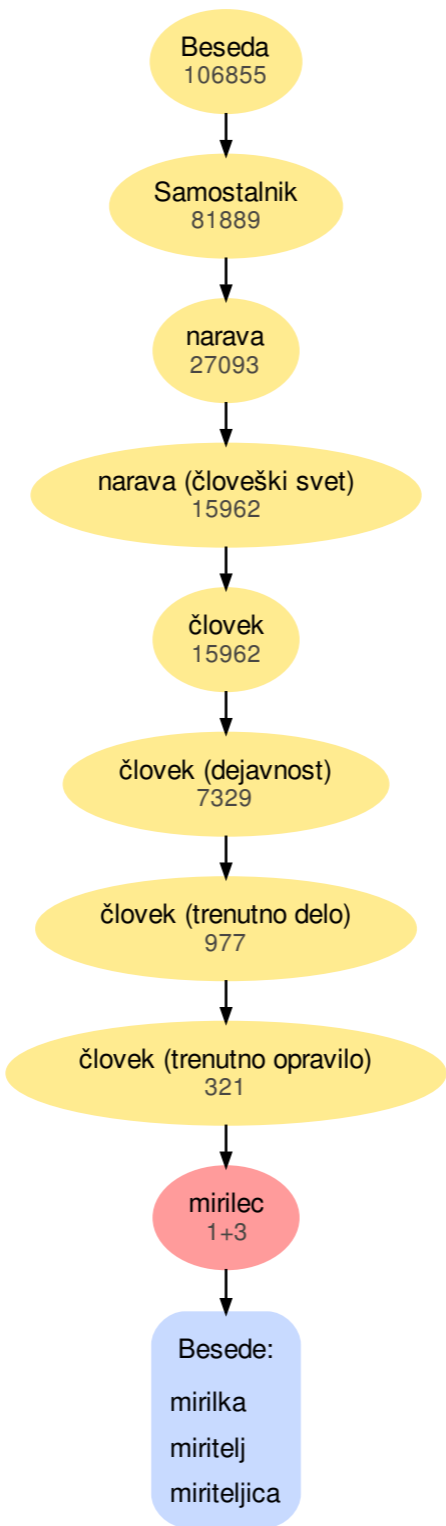 Beseda
106855
Samostalnik
81889
narava
27093
narava (človeški svet)
15962
človek
15962
človek (dejavnost)
7329
človek (trenutno delo)
977
človek (trenutno opravilo)
321
mirilec
1+3
Besede:
mirilka
miritelj
miriteljica